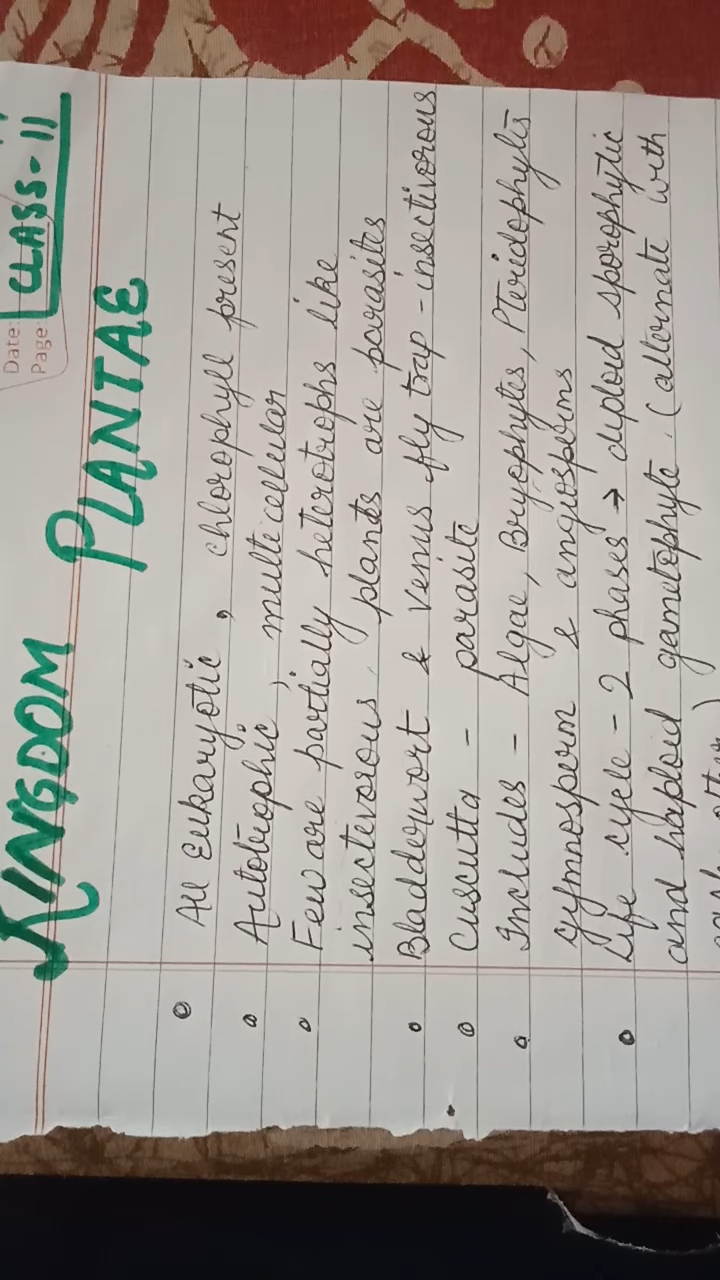 Date:
Page:
CLASS-11
KINGDOM PLANTAE
All Eukaryotic, chlorophyll present
Autotrophic, multicellular
Few are partially heterotrophs like
insectivorous plants are parasites
Bladderwort & Venus fly trap - insectivorous
Cuscutta - parasite
Includes - Algae, Bryophytes, Pteridophytes
Gymnosperm & angiosperms
Life cycle - 2 phases → diploid sporophytic
and haploid gametophyte. (alternate with
each other)